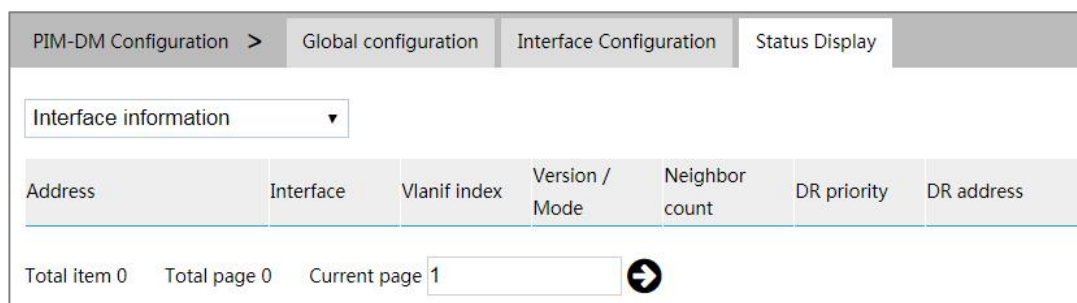 PIM-DM Configuration > Global configuration Interface Configuration Status Display
Interface information
Address Interface Vlanif index Version / Mode Neighbor count DR priority DR address
Total item 0 Total page 0 Current page 1